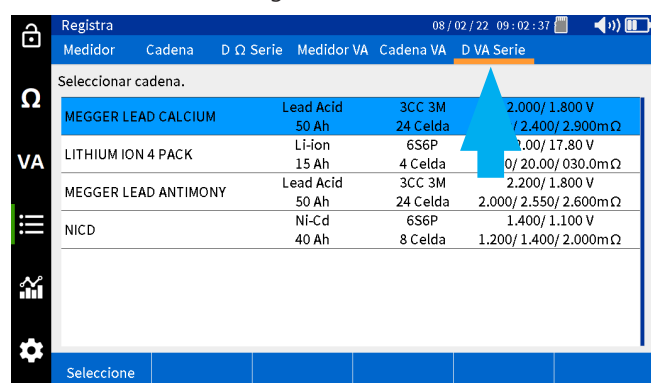 Registra 08/02/22 09:02:37
Medidor Cadena D Ω Serie Medidor VA Cadena VA D VA Serie
Seleccionar cadena.
Ω
VA
MEGGER LEAD CALCIUM Lead Acid 3CC 3M 2.000/ 1.800 V
50 Ah 24 Celda / 2.400/ 2.900mΩ
LITHIUM ION 4 PACK Li-ion 6S6P .00/ 17.80 V
15 Ah 4 Celda 0/ 20.00/ 030.0mΩ
MEGGER LEAD ANTIMONY Lead Acid 3CC 3M 2.200/ 1.800 V
50 Ah 24 Celda 2.000/ 2.550/ 2.600mΩ
NICD Ni-Cd 6S6P 1.400/ 1.100 V
40 Ah 8 Celda 1.200/ 1.400/ 2.000mΩ
Seleccione